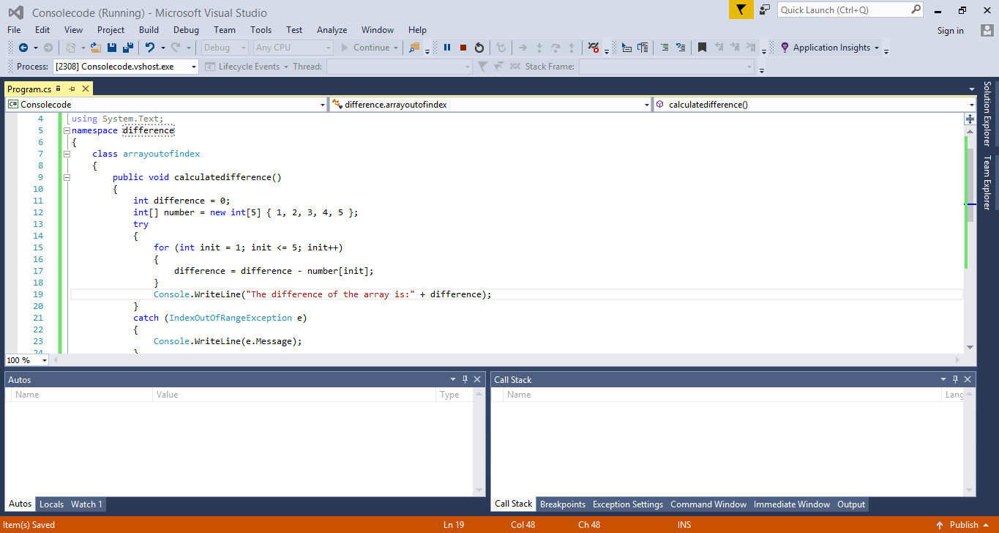 Consolecode (Running) - Microsoft Visual Studio
Quick Launch (Ctrl+Q)
File Edit View Project Build Debug Team Tools Test Analyze Window Help
Sign in
Debug Any CPU Continue Application Insights
Process: [2308] Consolecode.vshost.exe Lifecycle Events Thread: Stack Frame:
Program.cs
C# Consolecode difference.arrayoutofindex calculatedifference()
4 using System.Text;
5 namespace difference
6 {
7 class arrayoutofindex
8 {
9 public void calculatedifference()
10 {
11 int difference = 0;
12 int[] number = new int[5] { 1, 2, 3, 4, 5 };
13 try
14 {
15 for (int init = 1; init <= 5; init++)
16 {
17 difference = difference - number[init];
18 }
19 Console.WriteLine("The difference of the array is:" + difference);
20 }
21 catch (IndexOutOfRangeException e)
22 {
23 Console.WriteLine(e.Message);
24 }
100 %
Solution Explorer
Team Explorer
Autos
Name Value Type
Autos Locals Watch 1
Call Stack
Name Lang
Call Stack Breakpoints Exception Settings Command Window Immediate Window Output
Item(s) Saved Ln 19 Col 48 Ch 48 INS Publish